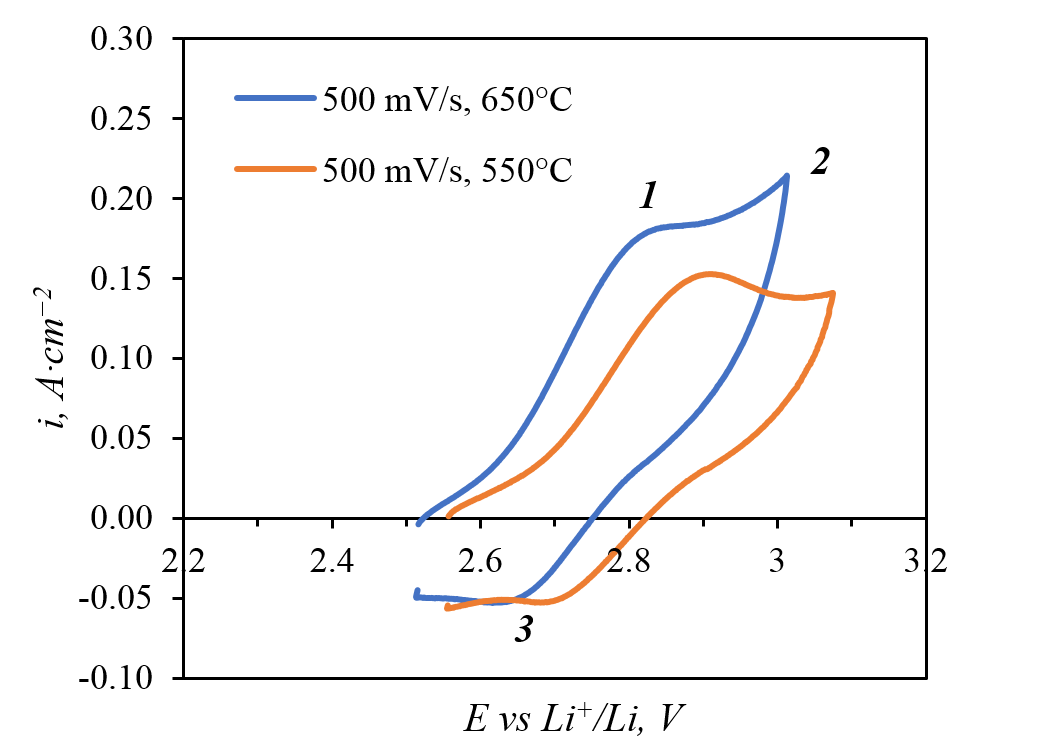 0.30
500 mV/s, 650°C
0.25
500 mV/s, 550°C
2
1
0.20
0.15
0.10
0.05
0.00
2.2 2.4 2.6 2.8 3 3.2
-0.05
3
-0.10
i, A·cm⁻²
E vs Li⁺/Li, V